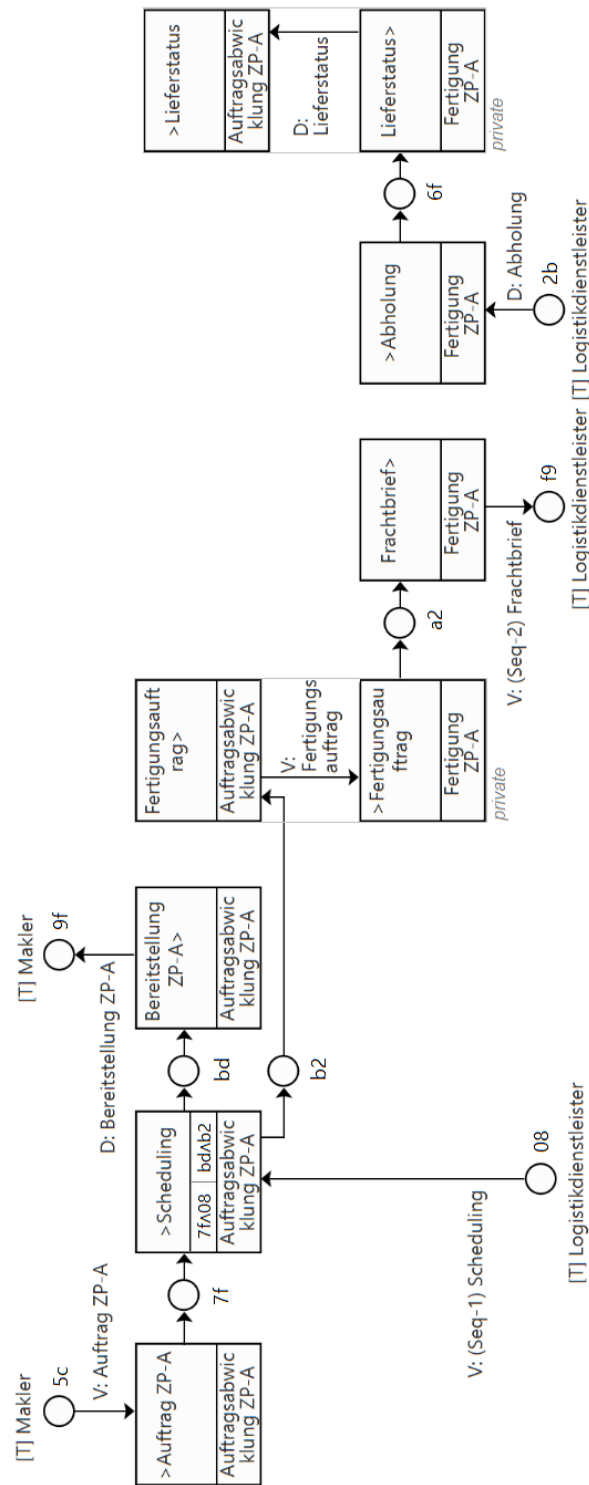 [T] Makler
5c
V: Auftrag ZP-A
>Auftrag ZP-A
Auftragsabwic
klung ZP-A
7f
>Scheduling
7f∧08
bd∧b2
Auftragsabwic
klung ZP-A
V: (Seq-1) Scheduling
08
[T] Logistikdienstleister
bd
b2
[T] Makler
9f
D: Bereitstellung ZP-A
Bereitstellung
ZP-A>
Auftragsabwic
klung ZP-A
Fertigungsauft
rag>
Auftragsabwic
klung ZP-A
V:
Fertigungs
auftrag
>Fertigungsau
ftrag
Fertigung
ZP-A
private
a2
Frachtbrief>
Fertigung
ZP-A
V: (Seq-2) Frachtbrief
f9
[T] Logistikdienstleister
>Abholung
Fertigung
ZP-A
D: Abholung
2b
[T] Logistikdienstleister
6f
>Lieferstatus
Auftragsabwic
klung ZP-A
D:
Lieferstatus
Lieferstatus>
Fertigung
ZP-A
private